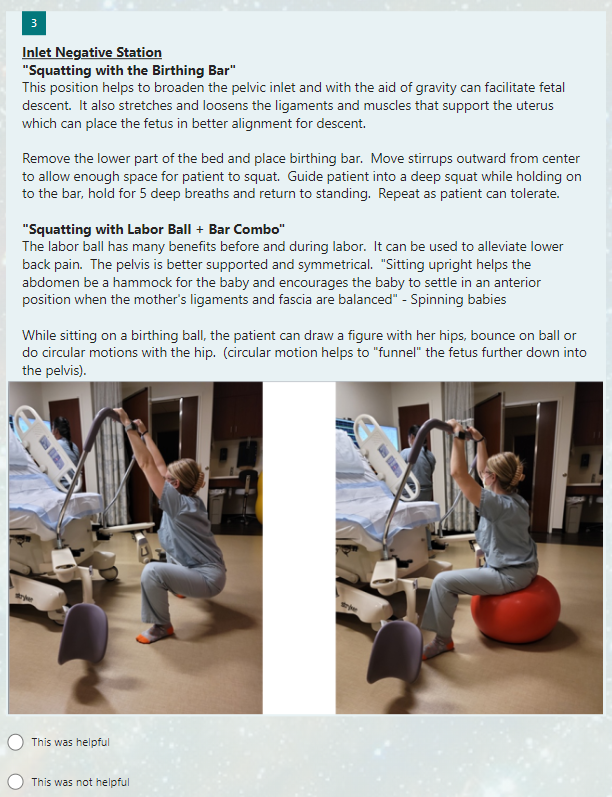 3
Inlet Negative Station
"Squatting with the Birthing Bar"
This position helps to broaden the pelvic inlet and with the aid of gravity can facilitate fetal
descent.  It also stretches and loosens the ligaments and muscles that support the uterus
which can place the fetus in better alignment for descent.
Remove the lower part of the bed and place birthing bar.  Move stirrups outward from center
to allow enough space for patient to squat.  Guide patient into a deep squat while holding on
to the bar, hold for 5 deep breaths and return to standing.  Repeat as patient can tolerate.
"Squatting with Labor Ball + Bar Combo"
The labor ball has many benefits before and during labor.  It can be used to alleviate lower
back pain.  The pelvis is better supported and symmetrical.  "Sitting upright helps the
abdomen be a hammock for the baby and encourages the baby to settle in an anterior
position when the mother's ligaments and fascia are balanced" - Spinning babies
While sitting on a birthing ball, the patient can draw a figure with her hips, bounce on ball or
do circular motions with the hip.  (circular motion helps to "funnel" the fetus further down into
the pelvis).
stryker
stryker
This was helpful
This was not helpful